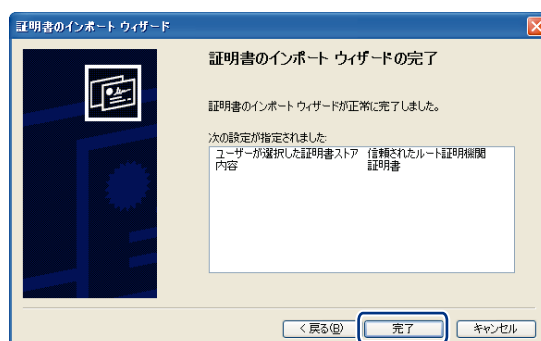 証明書のインポート ウィザード
証明書のインポート ウィザードの完了
証明書のインポート ウィザードが正常に完了しました。
次の設定が指定されました:
ユーザーが選択した証明書ストア 信頼されたルート証明機関
内容 証明書
< 戻る(B) 完了 キャンセル